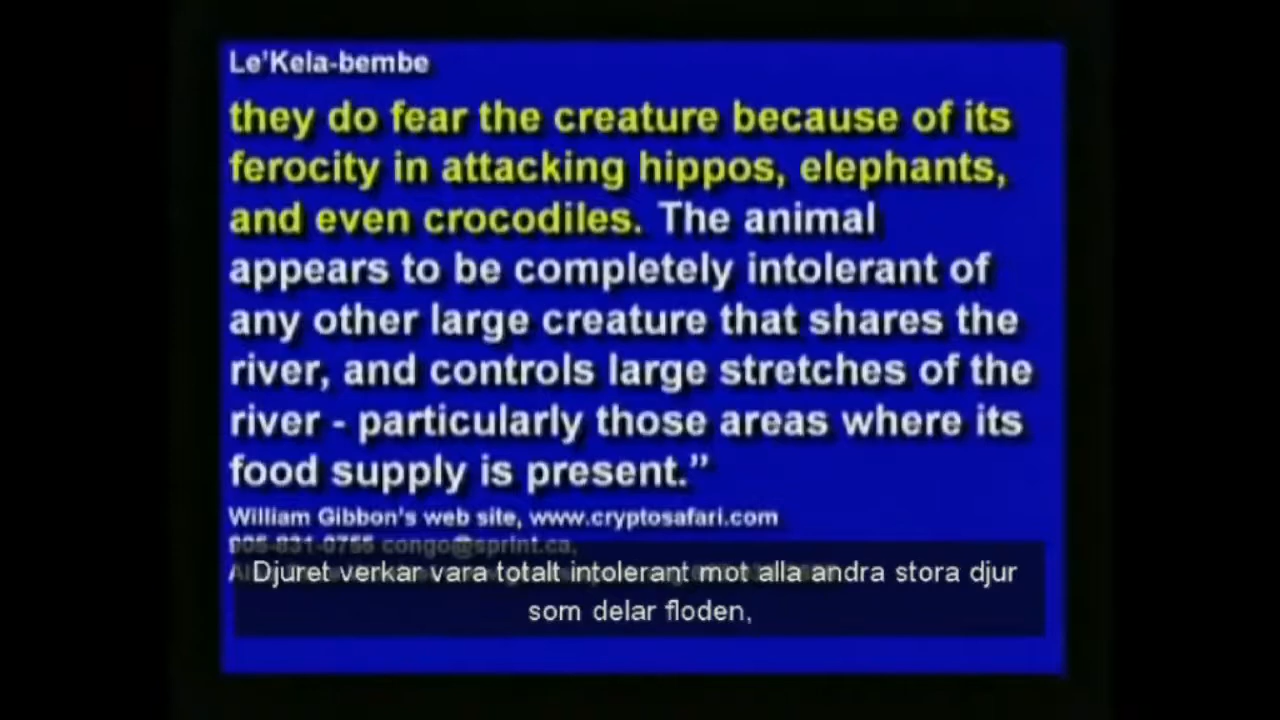 Le'Kela-bembe
they do fear the creature because of its
ferocity in attacking hippos, elephants,
and even crocodiles. The animal
appears to be completely intolerant of
any other large creature that shares the
river, and controls large stretches of the
river - particularly those areas where its
food supply is present.”
William Gibbon's web site, www.cryptosafari.com
905-831-0755 congo@sprint.ca,
Djuret verkar vara totalt intolerant mot alla andra stora djur
som delar floden,